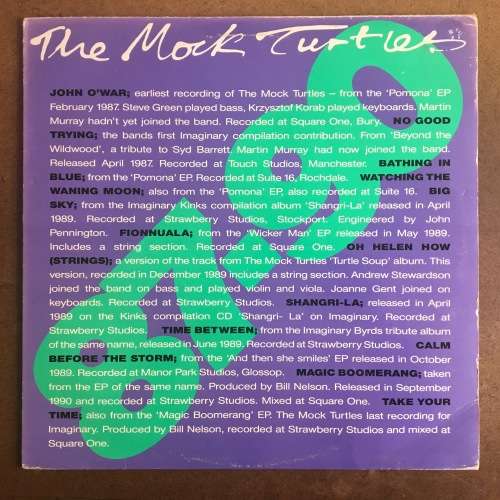 The Mock Turtles
87-90
JOHN O'WAR; earliest recording of The Mock Turtles – from the 'Pomona' EP
February 1987. Steve Green played bass, Krzysztof Korab played keyboards. Martin
Murray hadn't yet joined the band. Recorded at Square One, Bury. NO GOOD
TRYING; the bands first Imaginary compilation contribution. From 'Beyond the
Wildwood', a tribute to Syd Barrett, Martin Murray had now joined the band.
Released April 1987. Recorded at Touch Studios, Manchester. BATHING IN
BLUE; from the 'Pomona' EP. Recorded at Suite 16, Rochdale. WATCHING THE
WANING MOON; also from the 'Pomona' EP, also recorded at Suite 16. BIG
SKY; from the Imaginary Kinks compilation album 'Shangri-La' released in April
1989. Recorded at Strawberry Studios, Stockport. Engineered by John
Pennington. FIONNUALA; from the 'Wicker Man' EP released in May 1989.
Includes a string section. Recorded at Square One. OH HELEN HOW
(STRINGS); a version of the track from The Mock Turtles 'Turtle Soup' album. This
version, recorded in December 1989 includes a string section. Andrew Stewardson
joined the band on bass and played violin and viola. Joanne Gent joined on
keyboards. Recorded at Strawberry Studios. SHANGRI-LA; released in April
1989 on the Kinks compilation CD 'Shangri- La' on Imaginary. Recorded at
Strawberry Studios. TIME BETWEEN; from the Imaginary Byrds tribute album
of the same name, released in June 1989. Recorded at Strawberry Studios. CALM
BEFORE THE STORM; from the 'And then she smiles' EP released in October
1989. Recorded at Manor Park Studios, Glossop. MAGIC BOOMERANG; taken
from the EP of the same name. Produced by Bill Nelson. Released in September
1990 and recorded at Strawberry Studios. Mixed at Square One. TAKE YOUR
TIME; also from the 'Magic Boomerang' EP. The Mock Turtles last recording for
Imaginary. Produced by Bill Nelson, recorded at Strawberry Studios and mixed at
Square One.